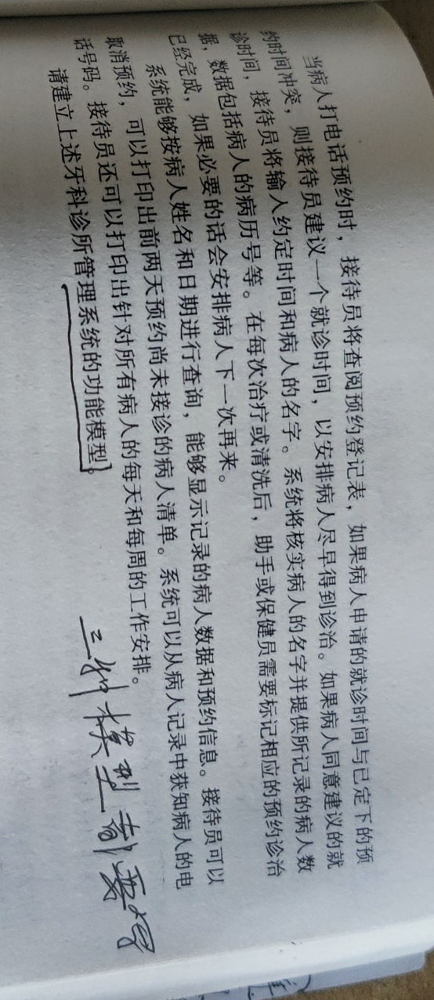 当病人打电话预约时，接待员将查阅预约登记表，如果病人申请的就诊时间与已定下的预
约时间冲突，则接待员建议一个就诊时间，以安排病人尽早得到诊治。如果病人同意建议的就
诊时间，接待员将输入约定时间和病人的名字。系统将核实病人的名字并提供所记录的病人数
据，数据包括病人的病历号等。在每次治疗或清洗后，助手或保健员需要标记相应的预约诊治
已经完成，如果必要的话会安排病人下一次再来。
系统能够按病人姓名和日期进行查询，能够显示记录的病人数据和预约信息。接待员可以
取消预约，可以打印出前两天预约尚未接诊的病人清单。系统可以从病人记录中获知病人的电
话号码。接待员还可以打印出针对所有病人的每天和每周的工作安排。
请建立上述牙科诊所管理系统的功能模型。
三种模型都要写